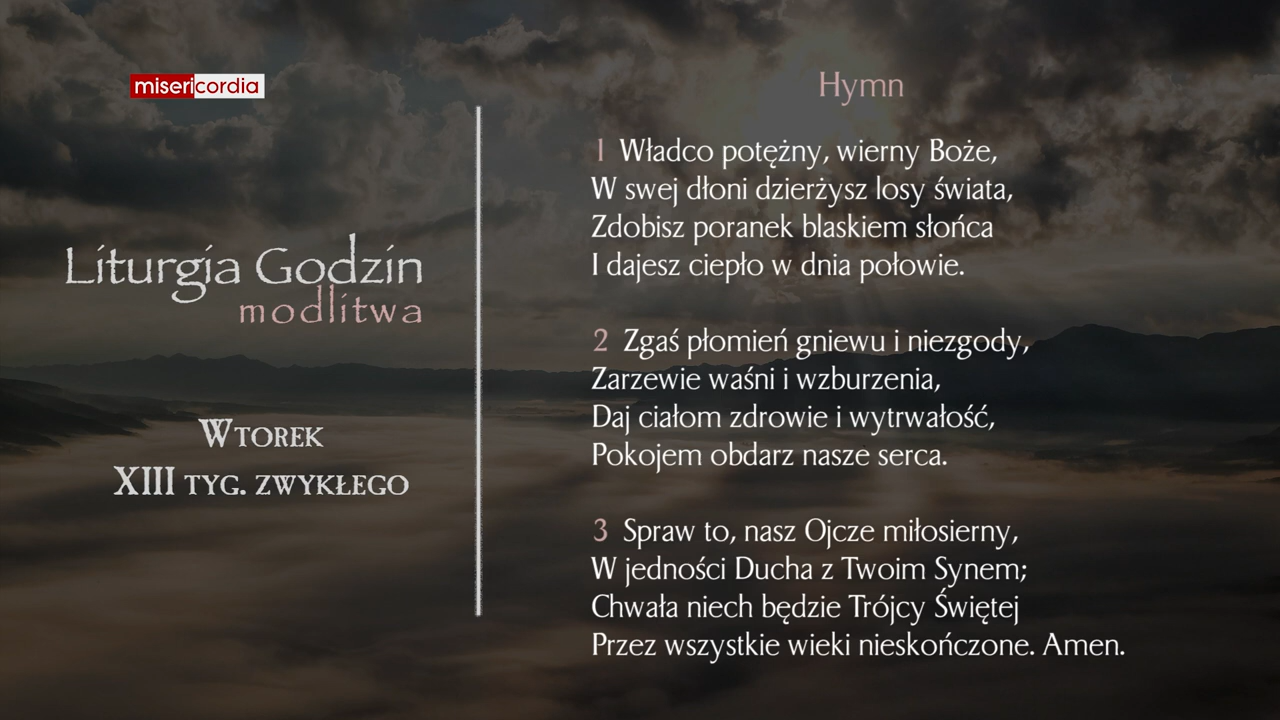 misericordia
Liturgia Godzin
modlitwa
Wtorek
XIII tyg. zwykłego
Hymn
1 Władco potężny, wierny Boże,
W swej dłoni dzierżysz losy świata,
Zdobisz poranek blaskiem słońca
I dajesz ciepło w dnia połowie.
2 Zgaś płomień gniewu i niezgody,
Zarzewie waśni i wzburzenia,
Daj ciałom zdrowie i wytrwałość,
Pokojem obdarz nasze serca.
3 Spraw to, nasz Ojcze miłosierny,
W jedności Ducha z Twoim Synem;
Chwała niech będzie Trójcy Świętej
Przez wszystkie wieki nieskończone. Amen.